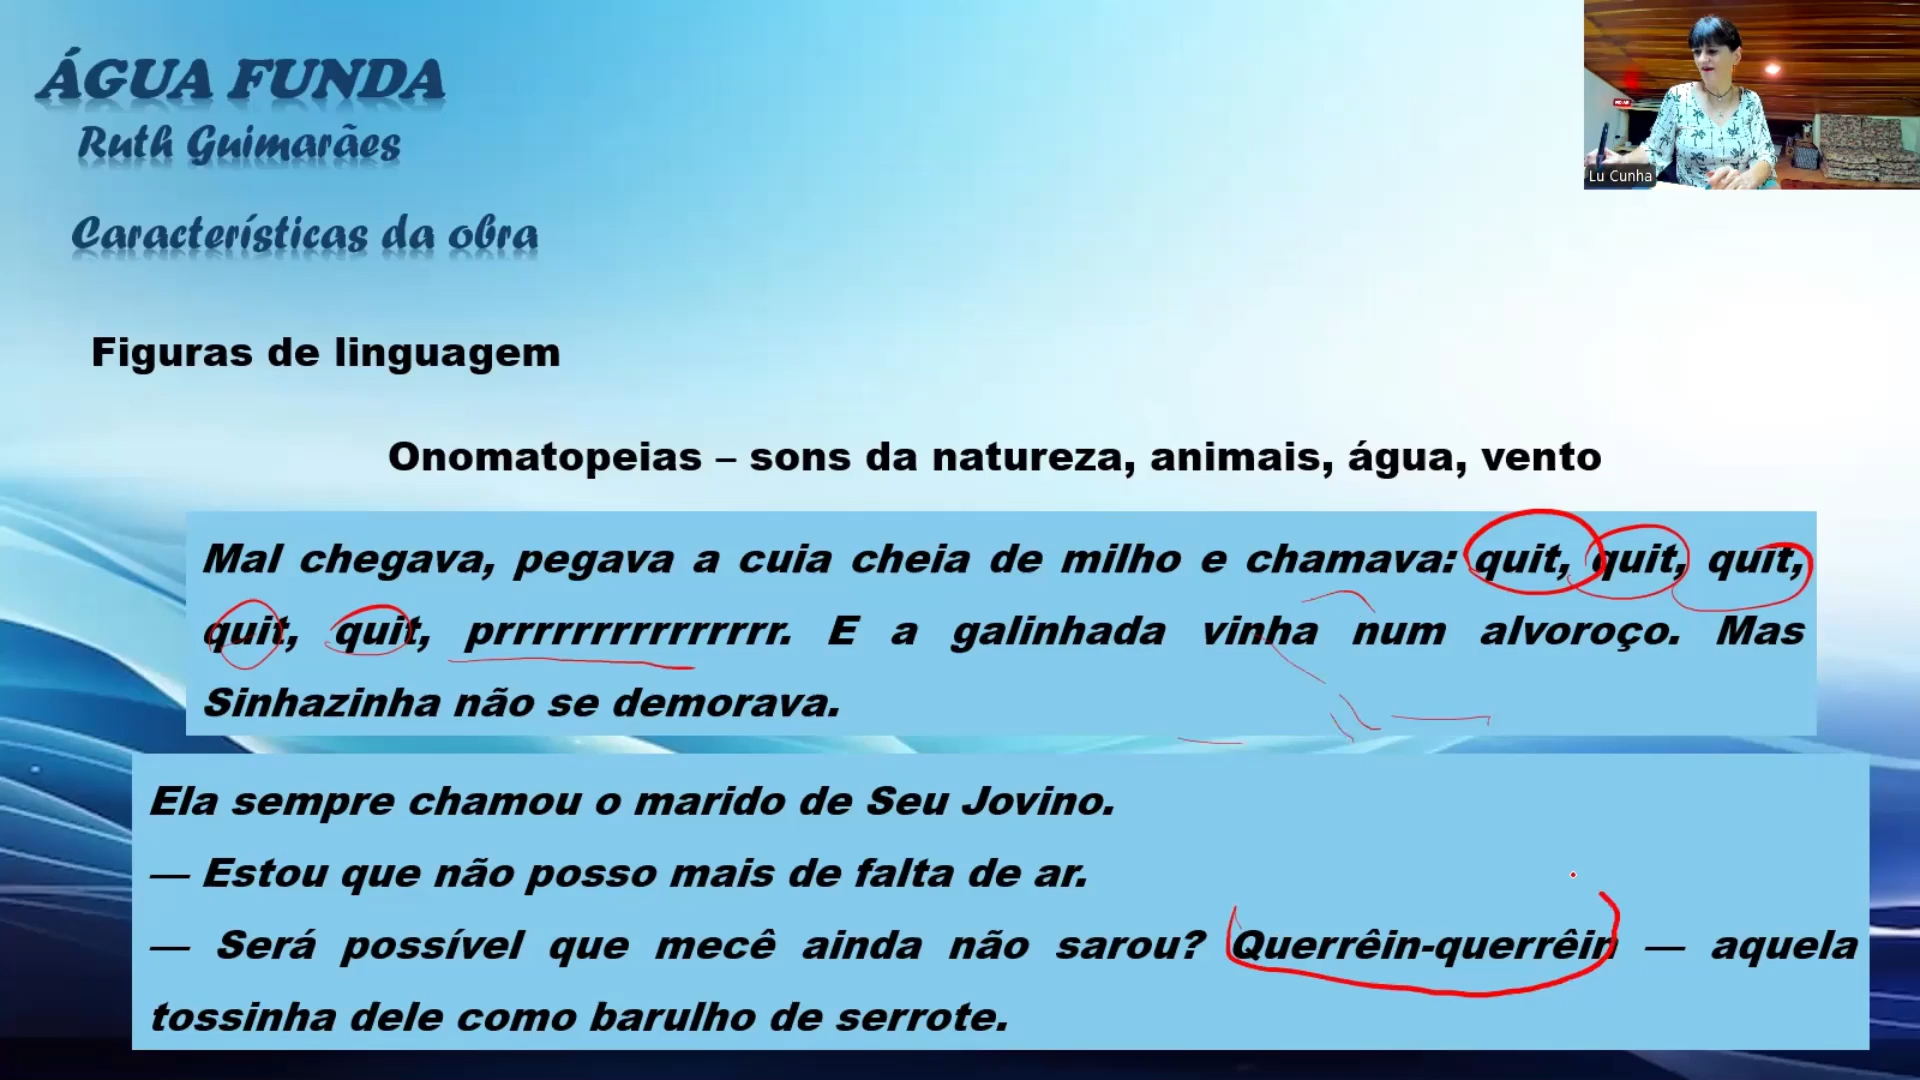 ÁGUA FUNDA
Ruth Guimarães
Características da obra
Lu Cunha
Figuras de linguagem
Onomatopeias – sons da natureza, animais, água, vento
Mal chegava, pegava a cuia cheia de milho e chamava: quit, quit, quit,
quit, quit, prrrrrrrrrrrrrrrr. E a galinhada vinha num alvoroço. Mas
Sinhazinha não se demorava.
Ela sempre chamou o marido de Seu Jovino.
— Estou que não posso mais de falta de ar.
— Será possível que mecê ainda não sarou? Querrêin-querrêin — aquela
tossinha dele como barulho de serrote.